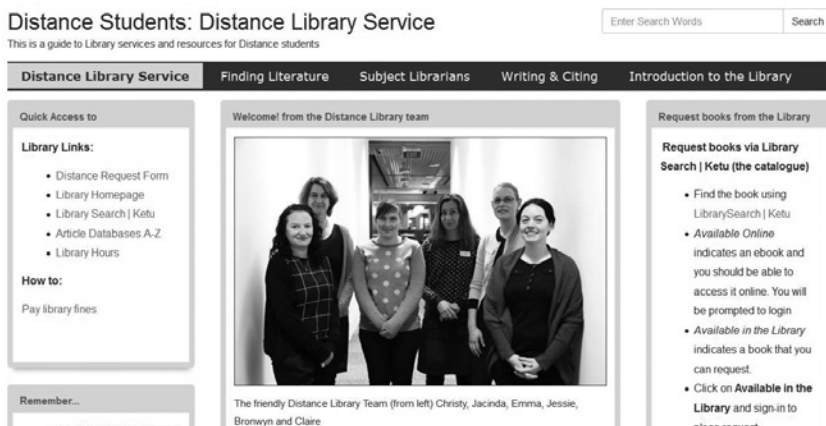 Distance Students: Distance Library Service
This is a guide to Library services and resources for Distance students
Enter Search Words
Search
Distance Library Service
Finding Literature
Subject Librarians
Writing & Citing
Introduction to the Library
Quick Access to
Library Links:
• Distance Request Form
• Library Homepage
• Library Search | Ketu
• Article Databases A-Z
• Library Hours
How to:
Pay library fines
Remember...
Welcome! from the Distance Library team
EXIT
The friendly Distance Library Team (from left) Christy, Jacinda, Emma, Jessie,
Bronwyn and Claire
Request books from the Library
Request books via Library
Search | Ketu (the catalogue)
• Find the book using
LibrarySearch | Ketu
• Available Online
indicates an ebook and
you should be able to
access it online. You will
be prompted to login
• Available in the Library
indicates a book that you
can request.
• Click on Available in the
Library and sign-in to
place request